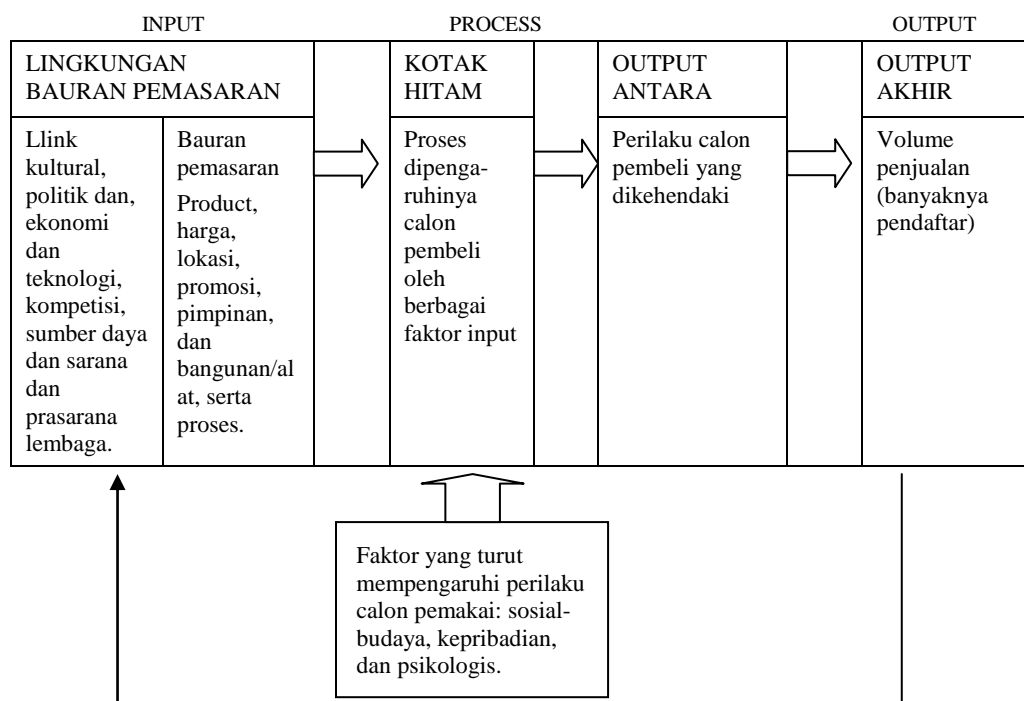 INPUT PROCESS OUTPUT
LINGKUNGAN
BAURAN PEMASARAN
KOTAK
HITAM
OUTPUT
ANTARA
OUTPUT
AKHIR
Llink
kultural,
politik dan,
ekonomi
dan
teknologi,
kompetisi,
sumber daya
dan sarana
dan
prasarana
lembaga.
Bauran
pemasaran
Product,
harga,
lokasi,
promosi,
pimpinan,
dan
bangunan/al
at, serta
proses.
Proses
dipenga-
ruhinya
calon
pembeli
oleh
berbagai
faktor input
Perilaku calon
pembeli yang
dikehendaki
Volume
penjualan
(banyaknya
pendaftar)
Faktor yang turut
mempengaruhi perilaku
calon pemakai: sosial-
budaya, kepribadian,
dan psikologis.